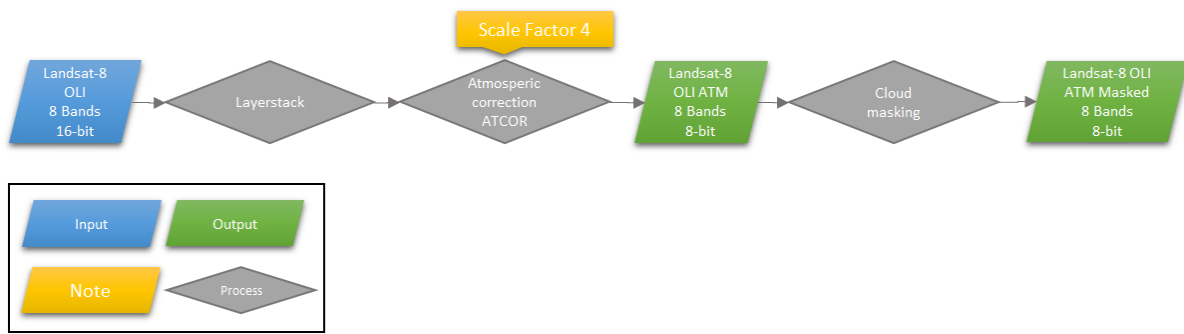 Scale Factor 4
Landsat-8
OLI
8 Bands
16-bit
Layerstack
Atmosperic
correction
ATCOR
Landsat-8
OLI ATM
8 Bands
8-bit
Cloud
masking
Landsat-8 OLI
ATM Masked
8 Bands
8-bit
Input
Output
Note
Process